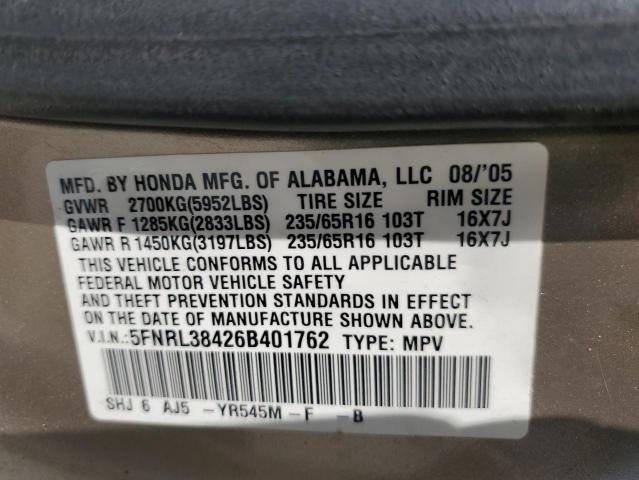 MFD. BY HONDA MFG. OF ALABAMA, LLC 08/'05
GVWR 2700KG(5952LBS) TIRE SIZE RIM SIZE
GAWR F 1285KG(2833LBS) 235/65R16 103T 16X7J
GAWR R 1450KG(3197LBS) 235/65R16 103T 16X7J
THIS VEHICLE CONFORMS TO ALL APPLICABLE
FEDERAL MOTOR VEHICLE SAFETY
AND THEFT PREVENTION STANDARDS IN EFFECT
ON THE DATE OF MANUFACTURE SHOWN ABOVE.
V.I.N.: 5FNRL38426B401762 TYPE: MPV
SHJ 6 AJ5 -YR545M-F -B